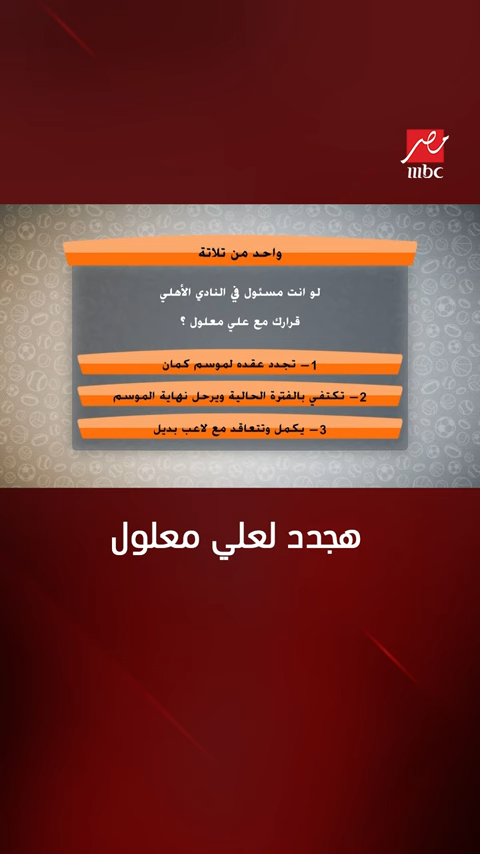 مصر
mbc
واحد من تلاتة
لو انت مسئول في النادي الأهلي
قرارك مع علي معلول ؟
1– تجدد عقده لموسم كمان
2– تكتفي بالفترة الحالية ويرحل نهاية الموسم
3– يكمل وتتعاقد مع لاعب بديل
هجدد لعلي معلول